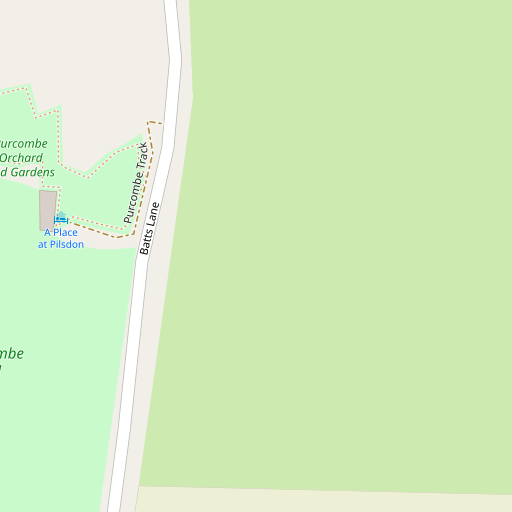 urcombe
Orchard
d Gardens
Purcombe Track
Batts Lane
A Place
at Pilsdon
mbe